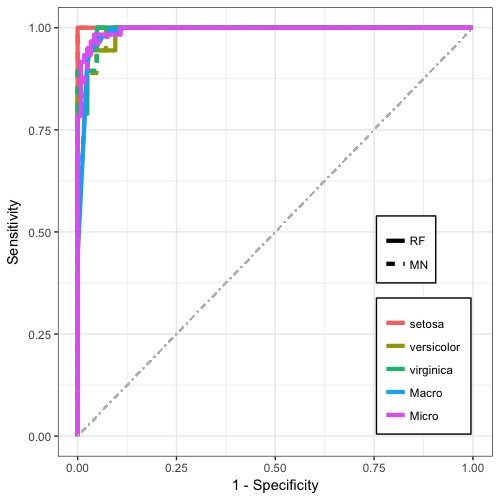 1.00
0.75
0.50
0.25
0.00
Sensitivity
RF
MN
setosa
versicolor
virginica
Macro
Micro
0.00 0.25 0.50 0.75 1.00
1 - Specificity